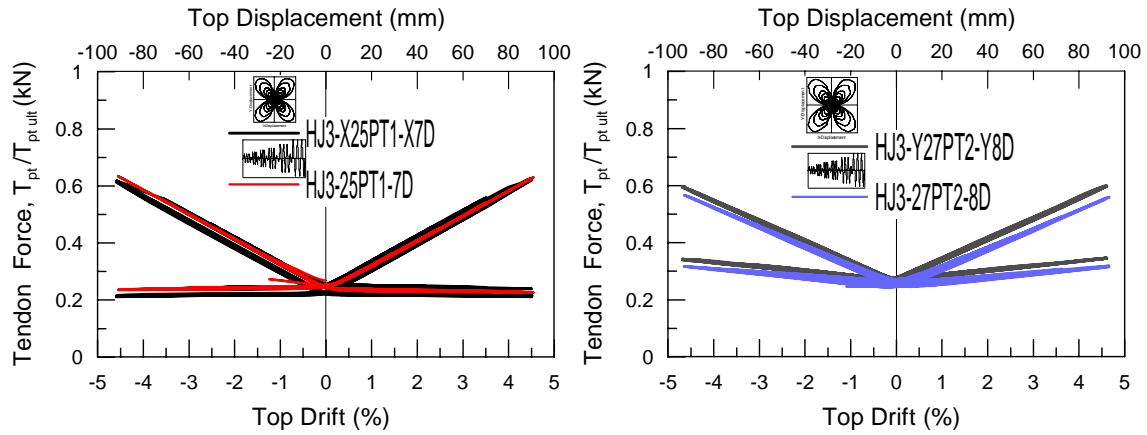 Top Displacement (mm)
-100 -80 -60 -40 -20 0 20 40 60 80 100
1
0.8
0.6
0.4
0.2
0
Tendon Force, T_pt/T_pt ult (kN)
HJ3-X25PT1-X7D
HJ3-25PT1-7D
-5 -4 -3 -2 -1 0 1 2 3 4 5
Top Drift (%)
Top Displacement (mm)
-100 -80 -60 -40 -20 0 20 40 60 80 100
1
0.8
0.6
0.4
0.2
0
Tendon Force, T_pt/T_pt ult (kN)
HJ3-Y27PT2-Y8D
HJ3-27PT2-8D
-5 -4 -3 -2 -1 0 1 2 3 4 5
Top Drift (%)